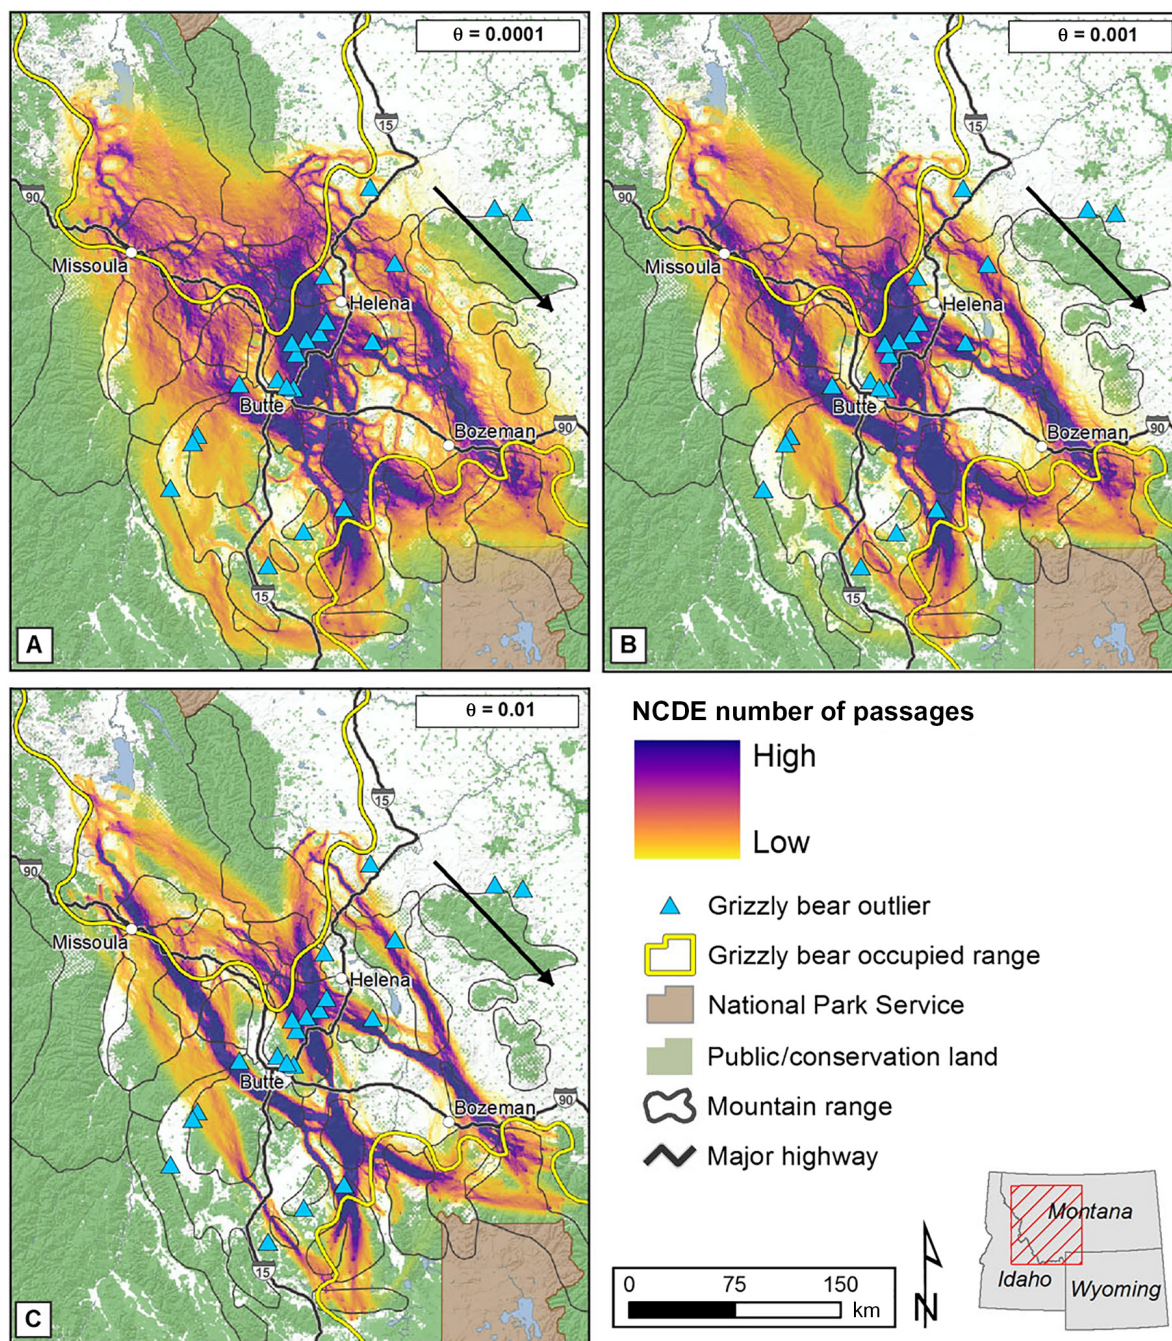 θ = 0.0001
15
90
Missoula
Helena
Butte
Bozeman
90
15
A
θ = 0.001
15
90
Missoula
Helena
Butte
Bozeman
90
15
B
θ = 0.01
15
90
Missoula
Helena
Butte
Bozeman
90
15
C
NCDE number of passages
High
Low
Grizzly bear outlier
Grizzly bear occupied range
National Park Service
Public/conservation land
Mountain range
Major highway
0 75 150
km
N
Montana
Idaho
Wyoming